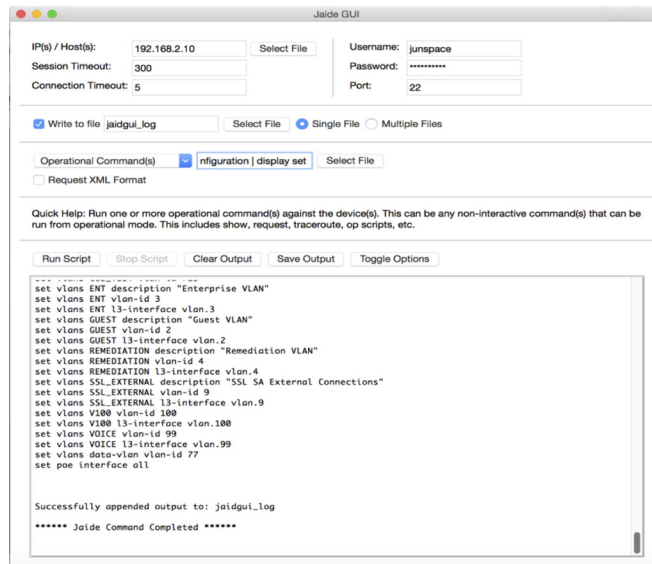 Jaide GUI
IP(s) / Host(s): 192.168.2.10 Select File Username: junspace
Session Timeout: 300 Password: **********
Connection Timeout: 5 Port: 22
Write to file jaidgui_log Select File Single File Multiple Files
Operational Command(s) nfiguration | display set Select File
Request XML Format
Quick Help: Run one or more operational command(s) against the device(s). This can be any non-interactive command(s) that can be
run from operational mode. This includes show, request, traceroute, op scripts, etc.
Run Script Stop Script Clear Output Save Output Toggle Options
set vlans ENT description "Enterprise VLAN"
set vlans ENT vlan-id 3
set vlans ENT l3-interface vlan.3
set vlans GUEST description "Guest VLAN"
set vlans GUEST vlan-id 2
set vlans GUEST l3-interface vlan.2
set vlans REMEDIATION description "Remediation VLAN"
set vlans REMEDIATION vlan-id 4
set vlans REMEDIATION l3-interface vlan.4
set vlans SSL_EXTERNAL description "SSL SA External Connections"
set vlans SSL_EXTERNAL vlan-id 9
set vlans SSL_EXTERNAL l3-interface vlan.9
set vlans V100 vlan-id 100
set vlans V100 l3-interface vlan.100
set vlans VOICE vlan-id 99
set vlans VOICE l3-interface vlan.99
set vlans data-vlan vlan-id 77
set poe interface all
Successfully appended output to: jaidgui_log
****** Jaide Command Completed ******